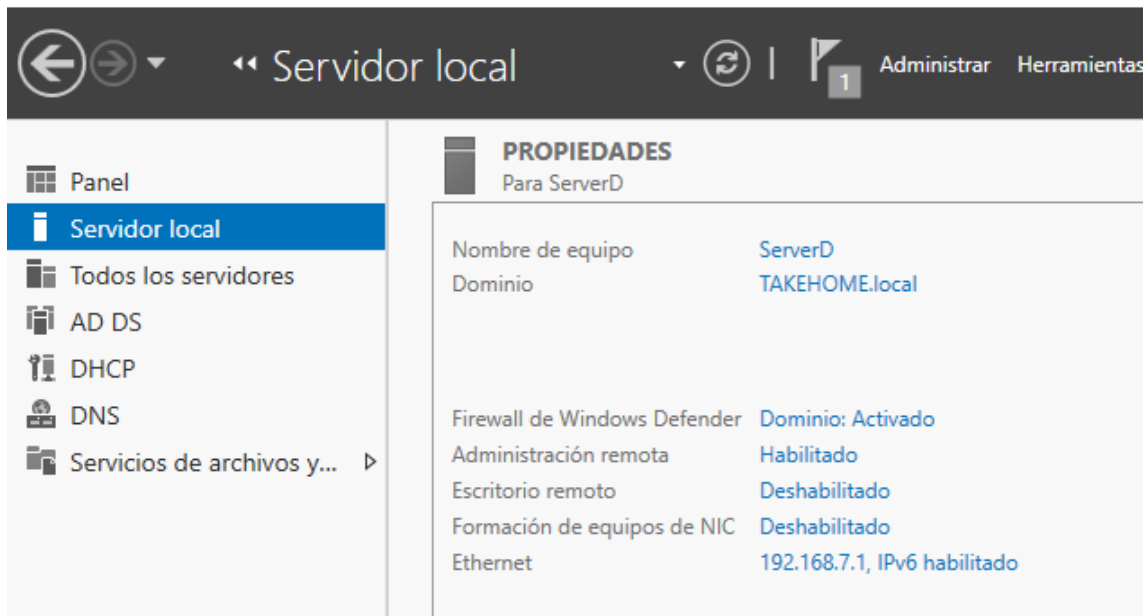 Servidor local
1
Administrar
Herramientas
Panel
Servidor local
Todos los servidores
AD DS
DHCP
DNS
Servicios de archivos y...
PROPIEDADES
Para ServerD
Nombre de equipo ServerD
Dominio TAKEHOME.local
Firewall de Windows Defender Dominio: Activado
Administración remota Habilitado
Escritorio remoto Deshabilitado
Formación de equipos de NIC Deshabilitado
Ethernet 192.168.7.1, IPv6 habilitado